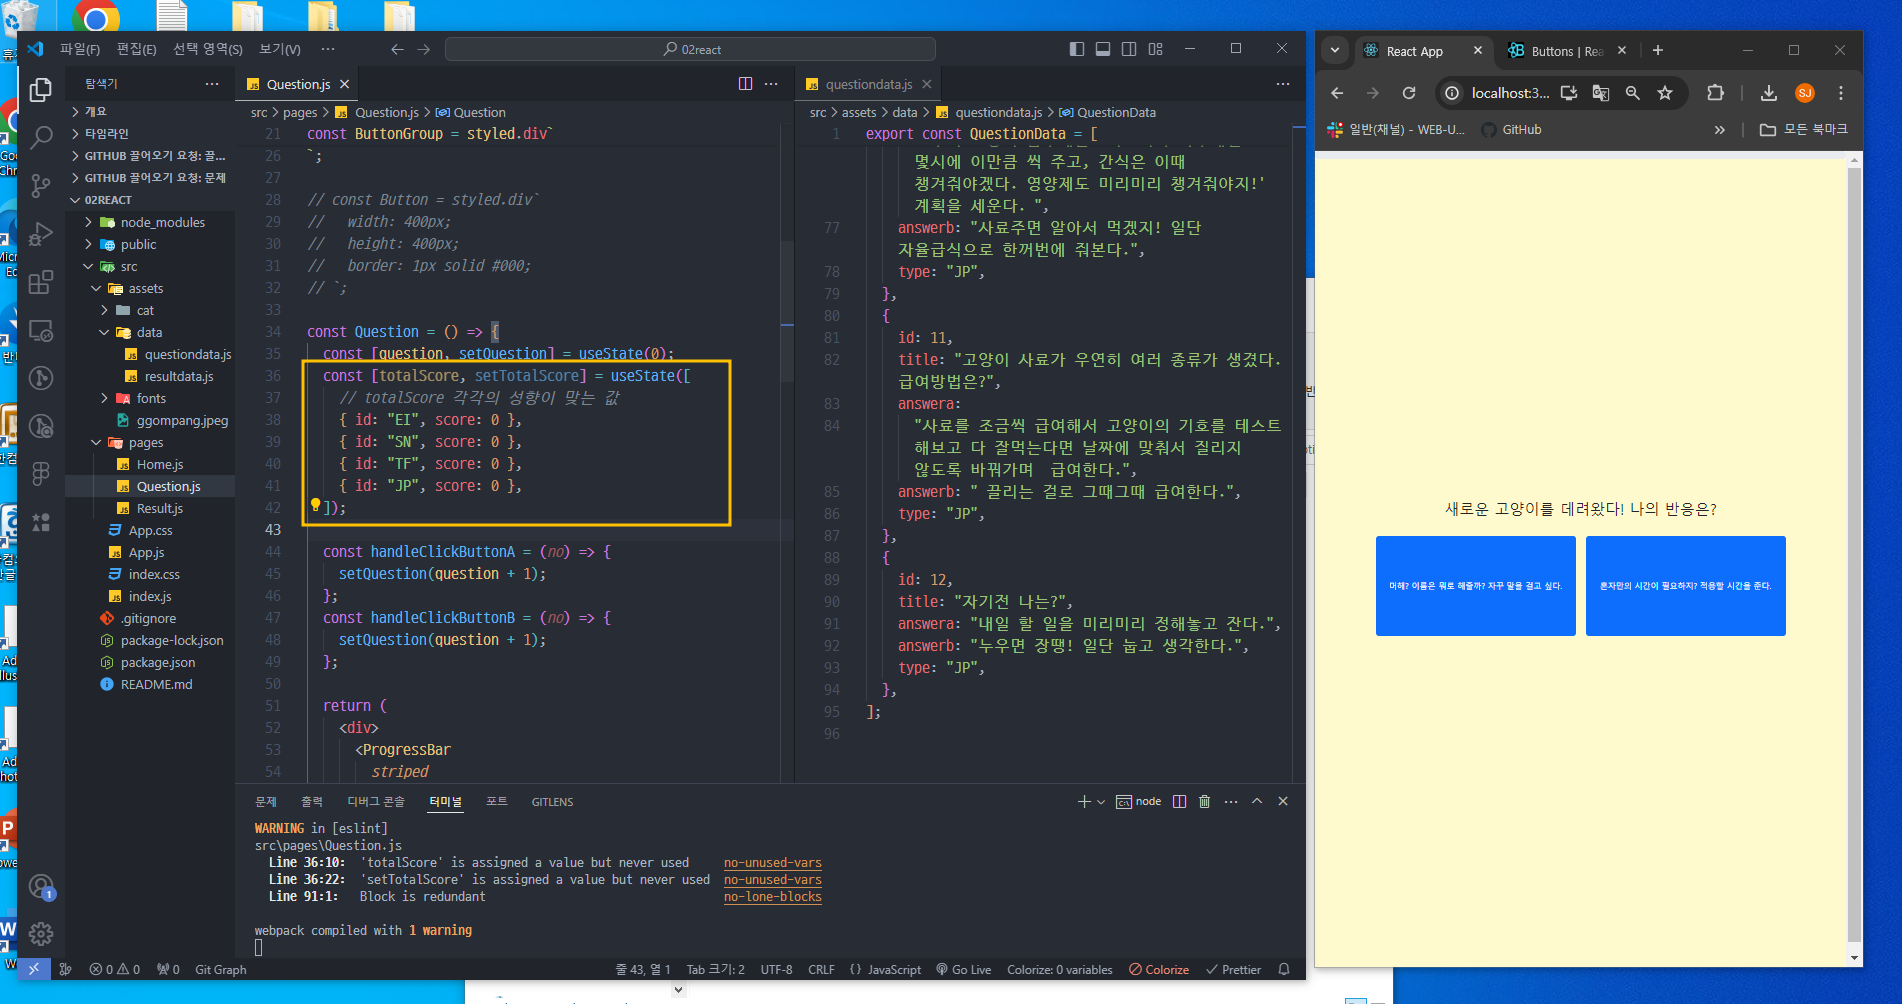 파일(F) 편집(E) 선택 영역(S) 보기(V) ···
02react
탐색기
개요
타임라인
GITHUB 끌어오기 요청: 끌...
GITHUB 끌어오기 요청: 문제
02REACT
node_modules
public
src
assets
cat
data
questiondata.js
resultdata.js
fonts
ggompang.jpeg
pages
Home.js
Question.js
Result.js
App.css
App.js
index.css
index.js
.gitignore
package-lock.json
package.json
README.md
Question.js
src > pages > Question.js > Question
21 const ButtonGroup = styled.div`
26 `;
27
28 // const Button = styled.div`
29 //   width: 400px;
30 //   height: 400px;
31 //   border: 1px solid #000;
32 // `;
33
34 const Question = () => {
35 const [question, setQuestion] = useState(0);
36 const [totalScore, setTotalScore] = useState([
37 // totalScore 각각의 성향이 맞는 값
38 { id: "EI", score: 0 },
39 { id: "SN", score: 0 },
40 { id: "TF", score: 0 },
41 { id: "JP", score: 0 },
42 ]);
43
44 const handleClickButtonA = (no) => {
45 setQuestion(question + 1);
46 };
47 const handleClickButtonB = (no) => {
48 setQuestion(question + 1);
49 };
50
51 return (
52 <div>
53 <ProgressBar
54 striped
questiondata.js
src > assets > data > questiondata.js > QuestionData
1 export const QuestionData = [
몇시에 이만큼 씩 주고, 간식은 이때
챙겨줘야겠다. 영양제도 미리미리 챙겨줘야지!'
계획을 세운다. ",
77 answerb: "사료주면 알아서 먹겠지! 일단
자율급식으로 한꺼번에 줘본다.",
78 type: "JP",
79 },
80 {
81 id: 11,
82 title: "고양이 사료가 우연히 여러 종류가 생겼다.
급여방법은?",
83 answera:
84 "사료를 조금씩 급여해서 고양이의 기호를 테스트
해보고 다 잘먹는다면 날짜에 맞춰서 질리지
않도록 바꿔가며  급여한다.",
85 answerb: " 끌리는 걸로 그때그때 급여한다.",
86 type: "JP",
87 },
88 {
89 id: 12,
90 title: "자기전 나는?",
91 answera: "내일 할 일을 미리미리 정해놓고 잔다.",
92 answerb: "누우면 장땡! 일단 눕고 생각한다.",
93 type: "JP",
94 },
95 ];
96
문제 출력 디버그 콘솔 터미널 포트 GITLENS
node
WARNING in [eslint]
src\pages\Question.js
Line 36:10: 'totalScore' is assigned a value but never used no-unused-vars
Line 36:22: 'setTotalScore' is assigned a value but never used no-unused-vars
Line 91:1: Block is redundant no-lone-blocks
webpack compiled with 1 warning
1
0 0 0 Git Graph
줄 43, 열 1 Tab 크기: 2 UTF-8 CRLF {} JavaScript Go Live Colorize: 0 variables Colorize Prettier
React App
Buttons | Rea
localhost:3...
SJ
일반(채널) - WEB-U... GitHub » 모든 북마크
새로운 고양이를 데려왔다! 나의 반응은?
머해? 이름은 뭐로 해줄까? 자꾸 말을 걸고 싶다.
혼자만의 시간이 필요하지? 적응할 시간을 준다.